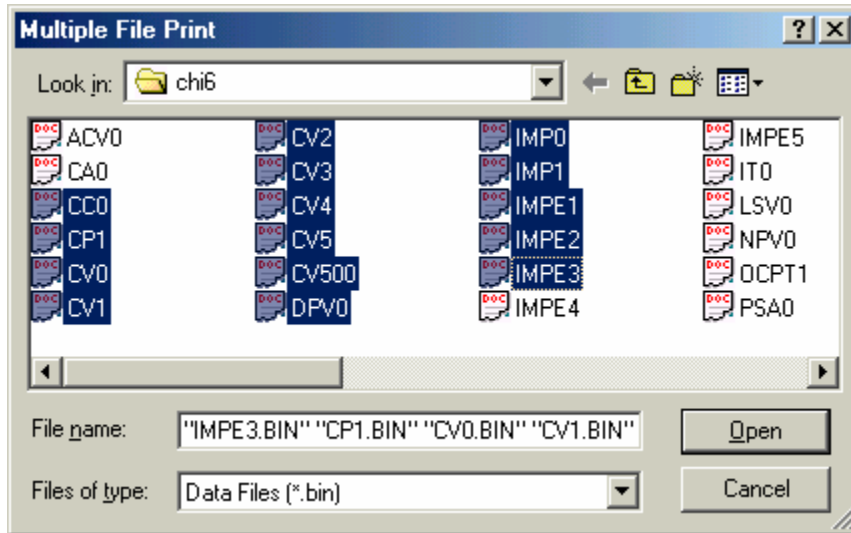 Multiple File Print
Look in: chi6
ACV0 CV2 IMP0 IMPE5
CA0 CV3 IMP1 IT0
CC0 CV4 IMPE1 LSV0
CP1 CV5 IMPE2 NPV0
CV0 CV500 IMPE3 OCPT1
CV1 DPV0 IMPE4 PSA0
File name: "IMPE3.BIN" "CP1.BIN" "CV0.BIN" "CV1.BIN" Open
Files of type: Data Files (*.bin) Cancel